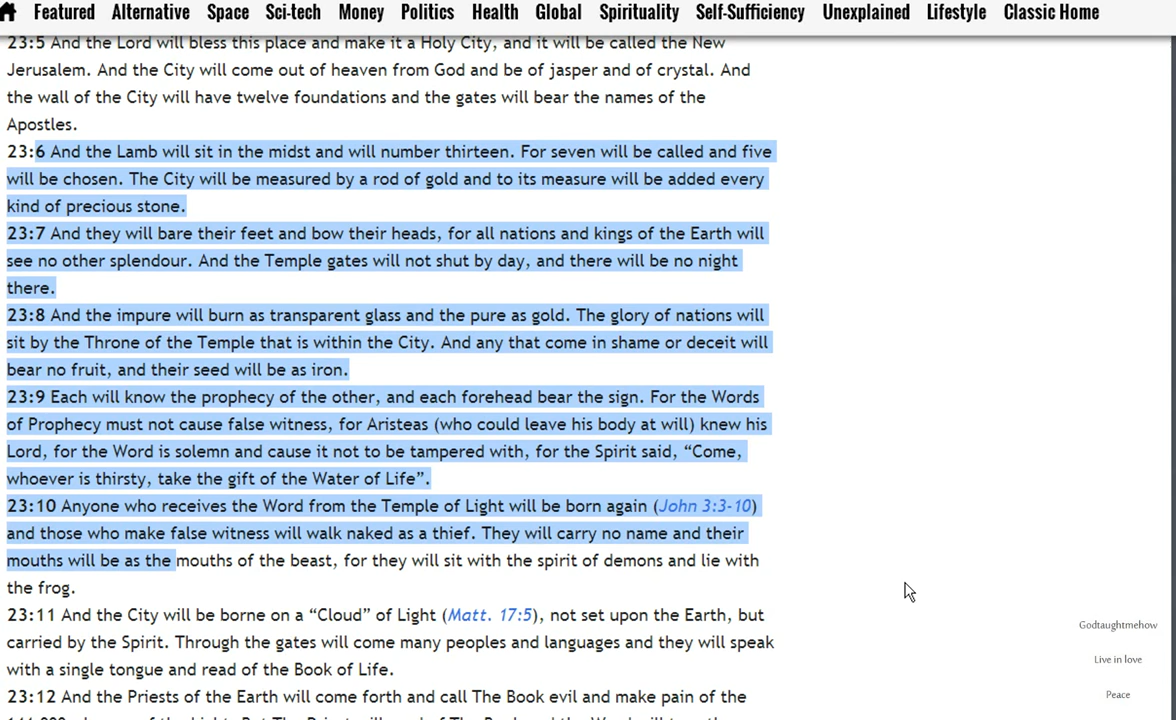 Featured Alternative Space Sci-tech Money Politics Health Global Spirituality Self-Sufficiency Unexplained Lifestyle Classic Home
23:5 And the Lord will bless this place and make it a Holy City, and it will be called the New
Jerusalem. And the City will come out of heaven from God and be of jasper and of crystal. And
the wall of the City will have twelve foundations and the gates will bear the names of the
Apostles.
23:6 And the Lamb will sit in the midst and will number thirteen. For seven will be called and five
will be chosen. The City will be measured by a rod of gold and to its measure will be added every
kind of precious stone.
23:7 And they will bare their feet and bow their heads, for all nations and kings of the Earth will
see no other splendour. And the Temple gates will not shut by day, and there will be no night
there.
23:8 And the impure will burn as transparent glass and the pure as gold. The glory of nations will
sit by the Throne of the Temple that is within the City. And any that come in shame or deceit will
bear no fruit, and their seed will be as iron.
23:9 Each will know the prophecy of the other, and each forehead bear the sign. For the Words
of Prophecy must not cause false witness, for Aristeas (who could leave his body at will) knew his
Lord, for the Word is solemn and cause it not to be tampered with, for the Spirit said, “Come,
whoever is thirsty, take the gift of the Water of Life”.
23:10 Anyone who receives the Word from the Temple of Light will be born again (John 3:3-10)
and those who make false witness will walk naked as a thief. They will carry no name and their
mouths will be as the mouths of the beast, for they will sit with the spirit of demons and lie with
the frog.
23:11 And the City will be borne on a “Cloud” of Light (Matt. 17:5), not set upon the Earth, but
carried by the Spirit. Through the gates will come many peoples and languages and they will speak
with a single tongue and read of the Book of Life.
23:12 And the Priests of the Earth will come forth and call The Book evil and make pain of the
Godtaughtmehow
Live in love
Peace